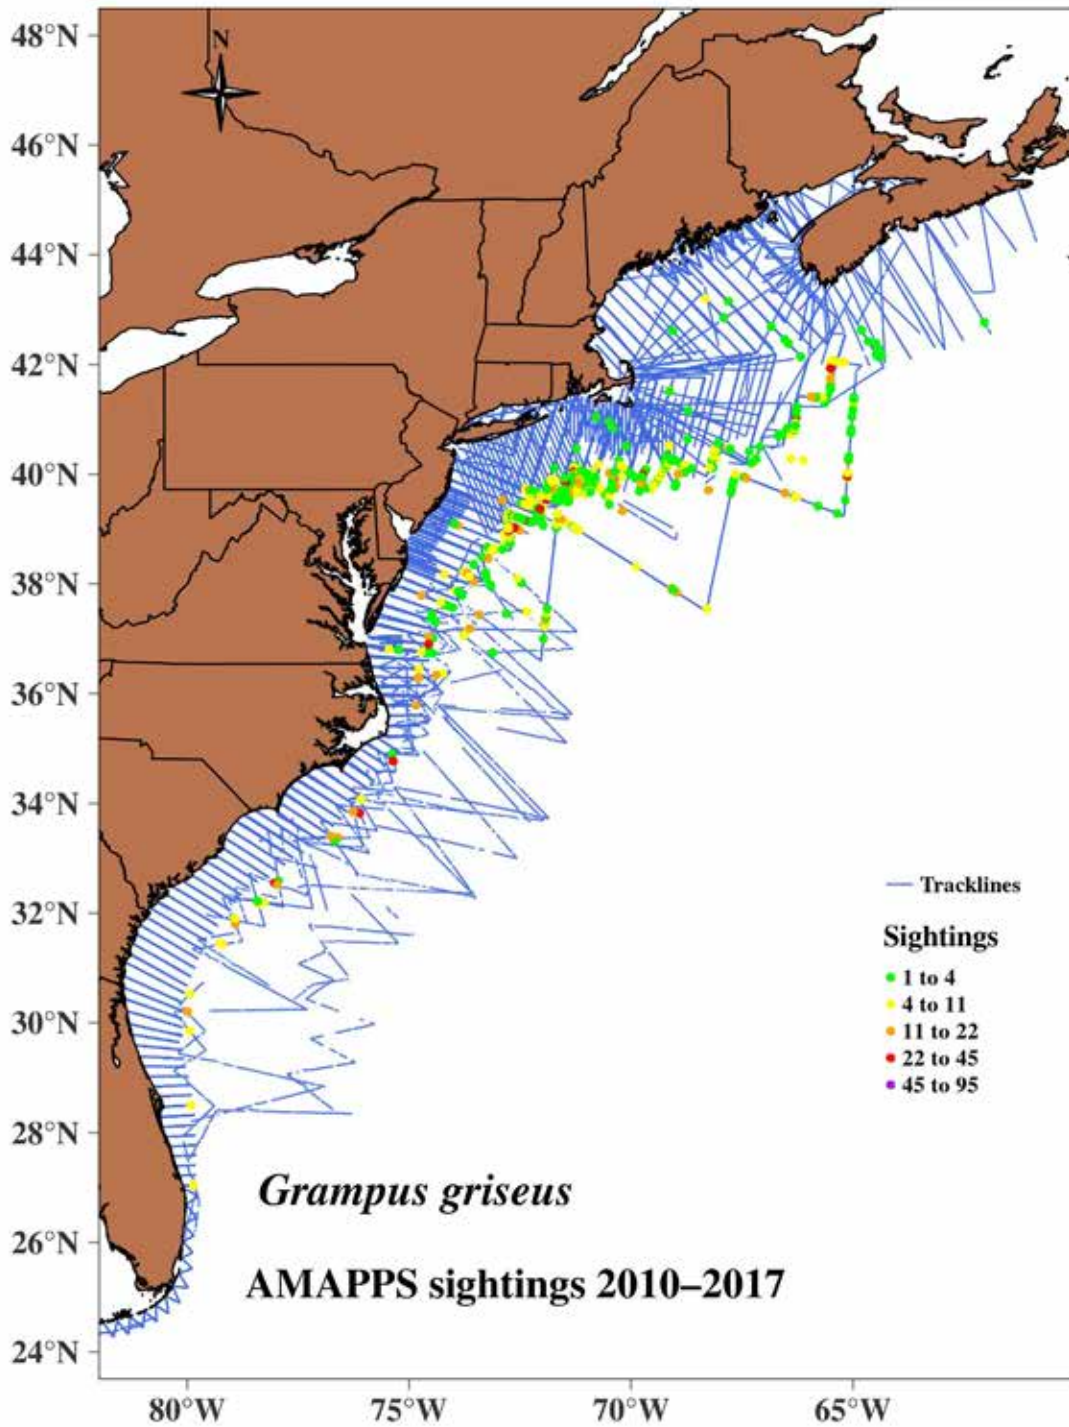 48°N
N
46°N
44°N
42°N
40°N
38°N
36°N
34°N
Tracklines
32°N
Sightings
1 to 4
4 to 11
30°N
11 to 22
22 to 45
45 to 95
28°N
Grampus griseus
26°N
AMAPPS sightings 2010–2017
24°N
80°W 75°W 70°W 65°W